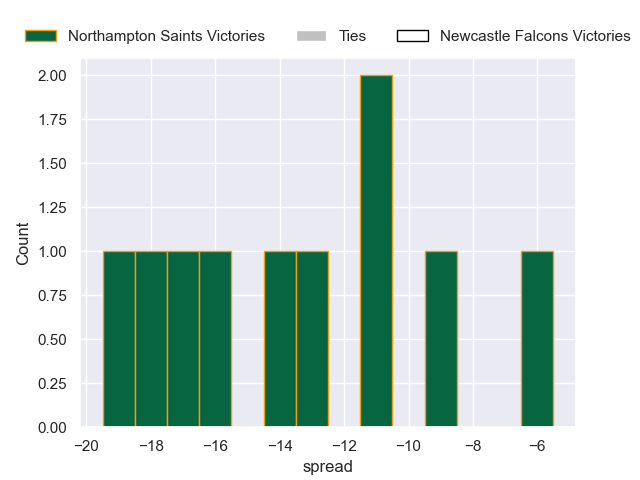 Northampton Saints Victories Ties Newcastle Falcons Victories
2.00
1.75
1.50
1.25
1.00
0.75
0.50
0.25
0.00
Count
−20 −18 −16 −14 −12 −10 −8 −6
spread